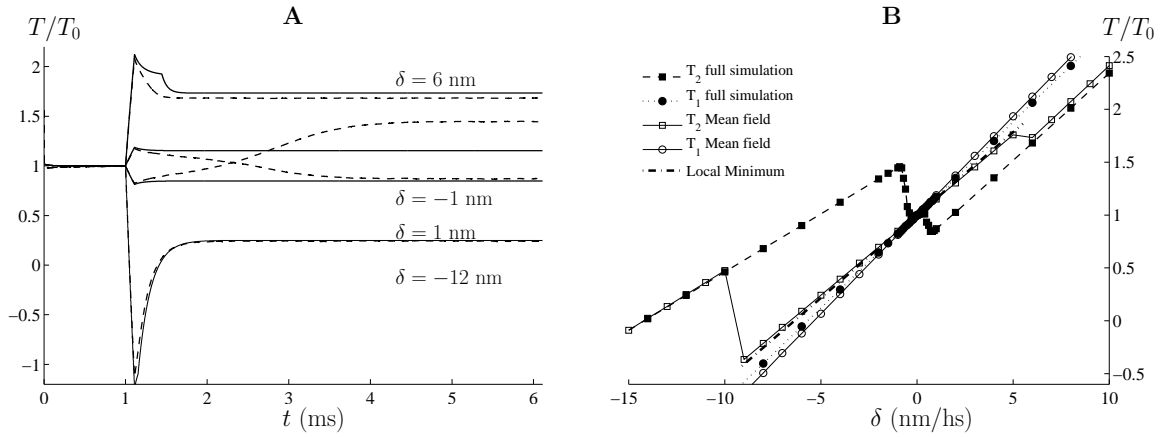 A
T/T₀
2
1.5
1
0.5
0
−0.5
−1
0
1
2
3
4
5
6
t (ms)
δ = 6 nm
δ = −1 nm
δ = 1 nm
δ = −12 nm
B
T/T₀
T₂ full simulation
T₁ full simulation
T₂ Mean field
T₁ Mean field
Local Minimum
2.5
2
1.5
1
0.5
0
−0.5
−15
−10
−5
0
5
10
δ (nm/hs)